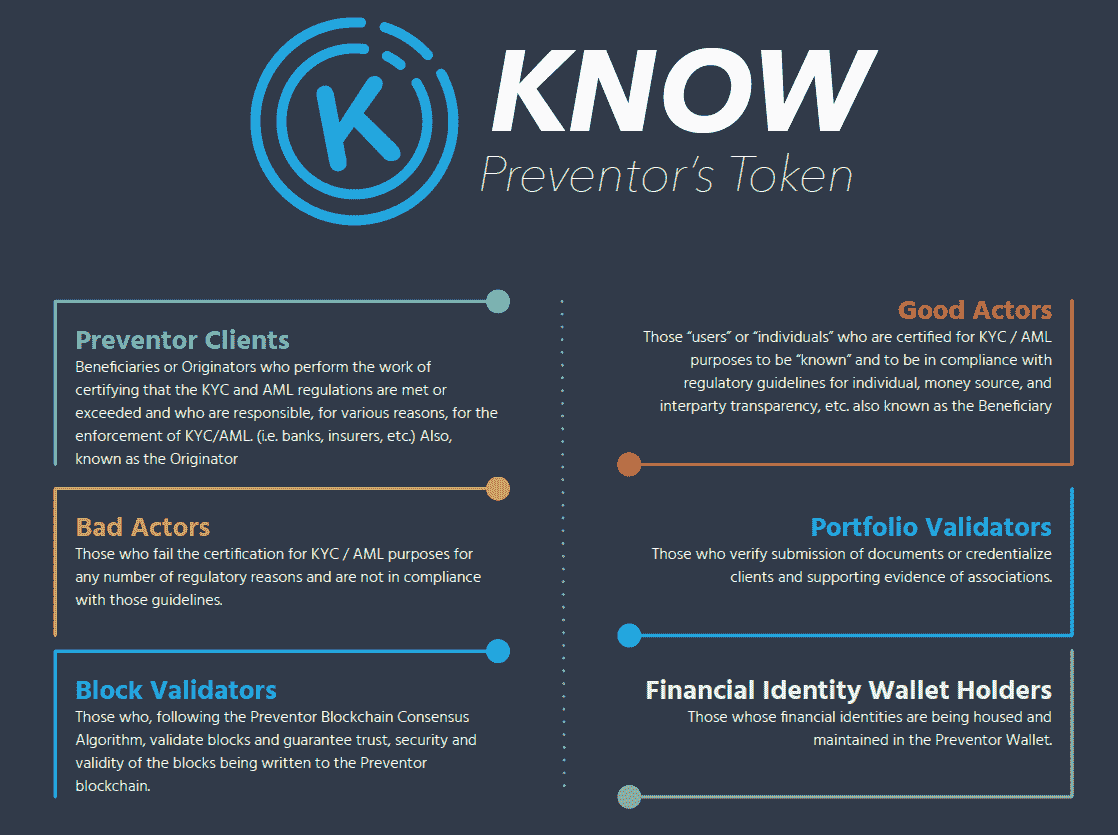 K
KNOW
Preventor's Token
Preventor Clients
Beneficiaries or Originators who perform the work of
certifying that the KYC and AML regulations are met or
exceeded and who are responsible, for various reasons, for the
enforcement of KYC/AML. (i.e. banks, insurers, etc.) Also,
known as the Originator
Bad Actors
Those who fail the certification for KYC / AML purposes for
any number of regulatory reasons and are not in compliance
with those guidelines.
Block Validators
Those who, following the Preventor Blockchain Consensus
Algorithm, validate blocks and guarantee trust, security and
validity of the blocks being written to the Preventor
blockchain.
Good Actors
Those “users” or “individuals” who are certified for KYC / AML
purposes to be “known” and to be in compliance with
regulatory guidelines for individual, money source, and
interparty transparency, etc. also known as the Beneficiary
Portfolio Validators
Those who verify submission of documents or credentialize
clients and supporting evidence of associations.
Financial Identity Wallet Holders
Those whose financial identities are being housed and
maintained in the Preventor Wallet.